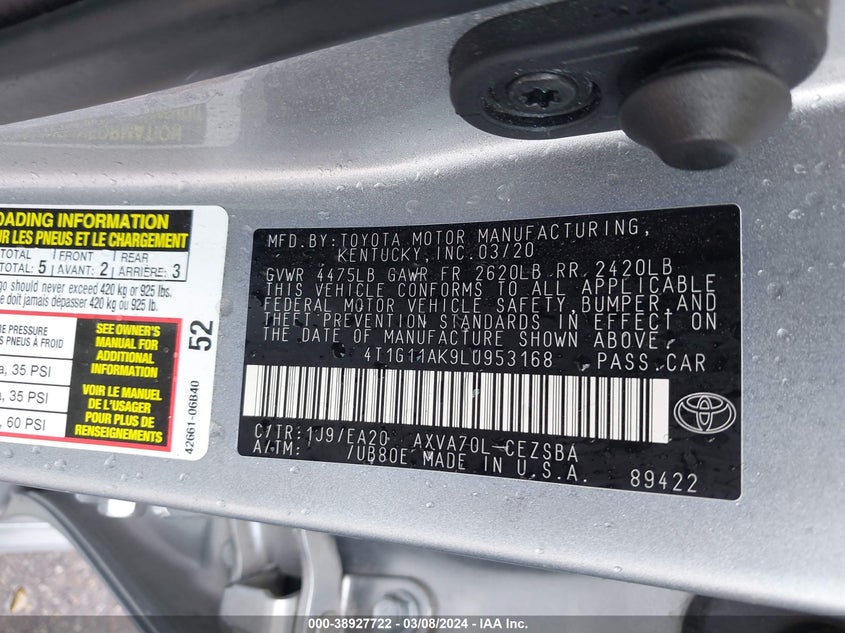 OADING INFORMATION
UR LES PNEUS ET LE CHARGEMENT
TOTAL FRONT REAR
TOTAL: 5 AVANT: 2 ARRIÈRE: 3
go should never exceed 420 kg or 925 lbs.
e doit jamais dépasser 420 kg ou 925 lbs.
RE PRESSURE
S PNEUS À FROID
a, 35 PSI
a, 35 PSI
, 60 PSI
SEE OWNER'S
MANUAL FOR
ADDITIONAL
INFORMATION
VOIR LE MANUEL
DE L'USAGER
POUR PLUS DE
RENSEIGNEMENTS
52
42661-06B40
MFD.BY:TOYOTA MOTOR MANUFACTURING,
KENTUCKY,INC.03/20
GVWR 4475LB GAWR FR 2620LB RR 2420LB
THIS VEHICLE CONFORMS TO ALL APPLICABLE
FEDERAL MOTOR VEHICLE SAFETY,BUMPER,AND
THEFT PREVENTION STANDARDS IN EFFECT ON
THE DATE OF MANUFACTURE SHOWN ABOVE.
4T1G11AK9LU953168 PASS.CAR
C/TR:1J9/EA20 AXVA70L-CEZSBA
A/TM: /UB80E MADE IN U.S.A.
89422
000-38927722 - 03/08/2024 - IAA Inc.